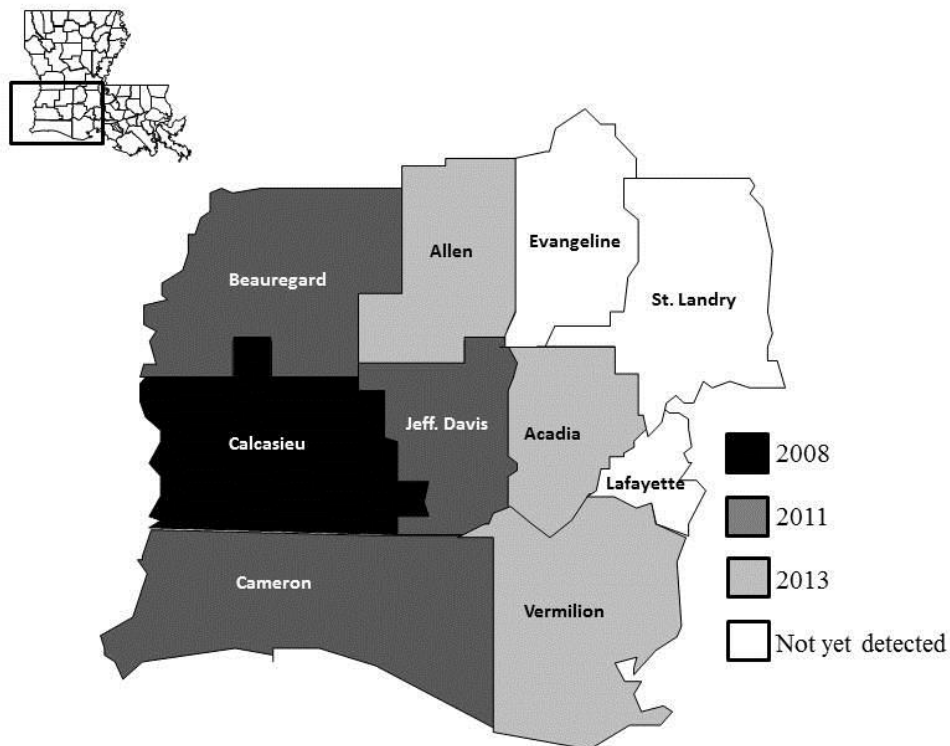 Evangeline
Allen
Beauregard
St. Landry
Jeff. Davis
Acadia
Calcasieu
Lafayette
Cameron
Vermilion
2008
2011
2013
Not yet detected